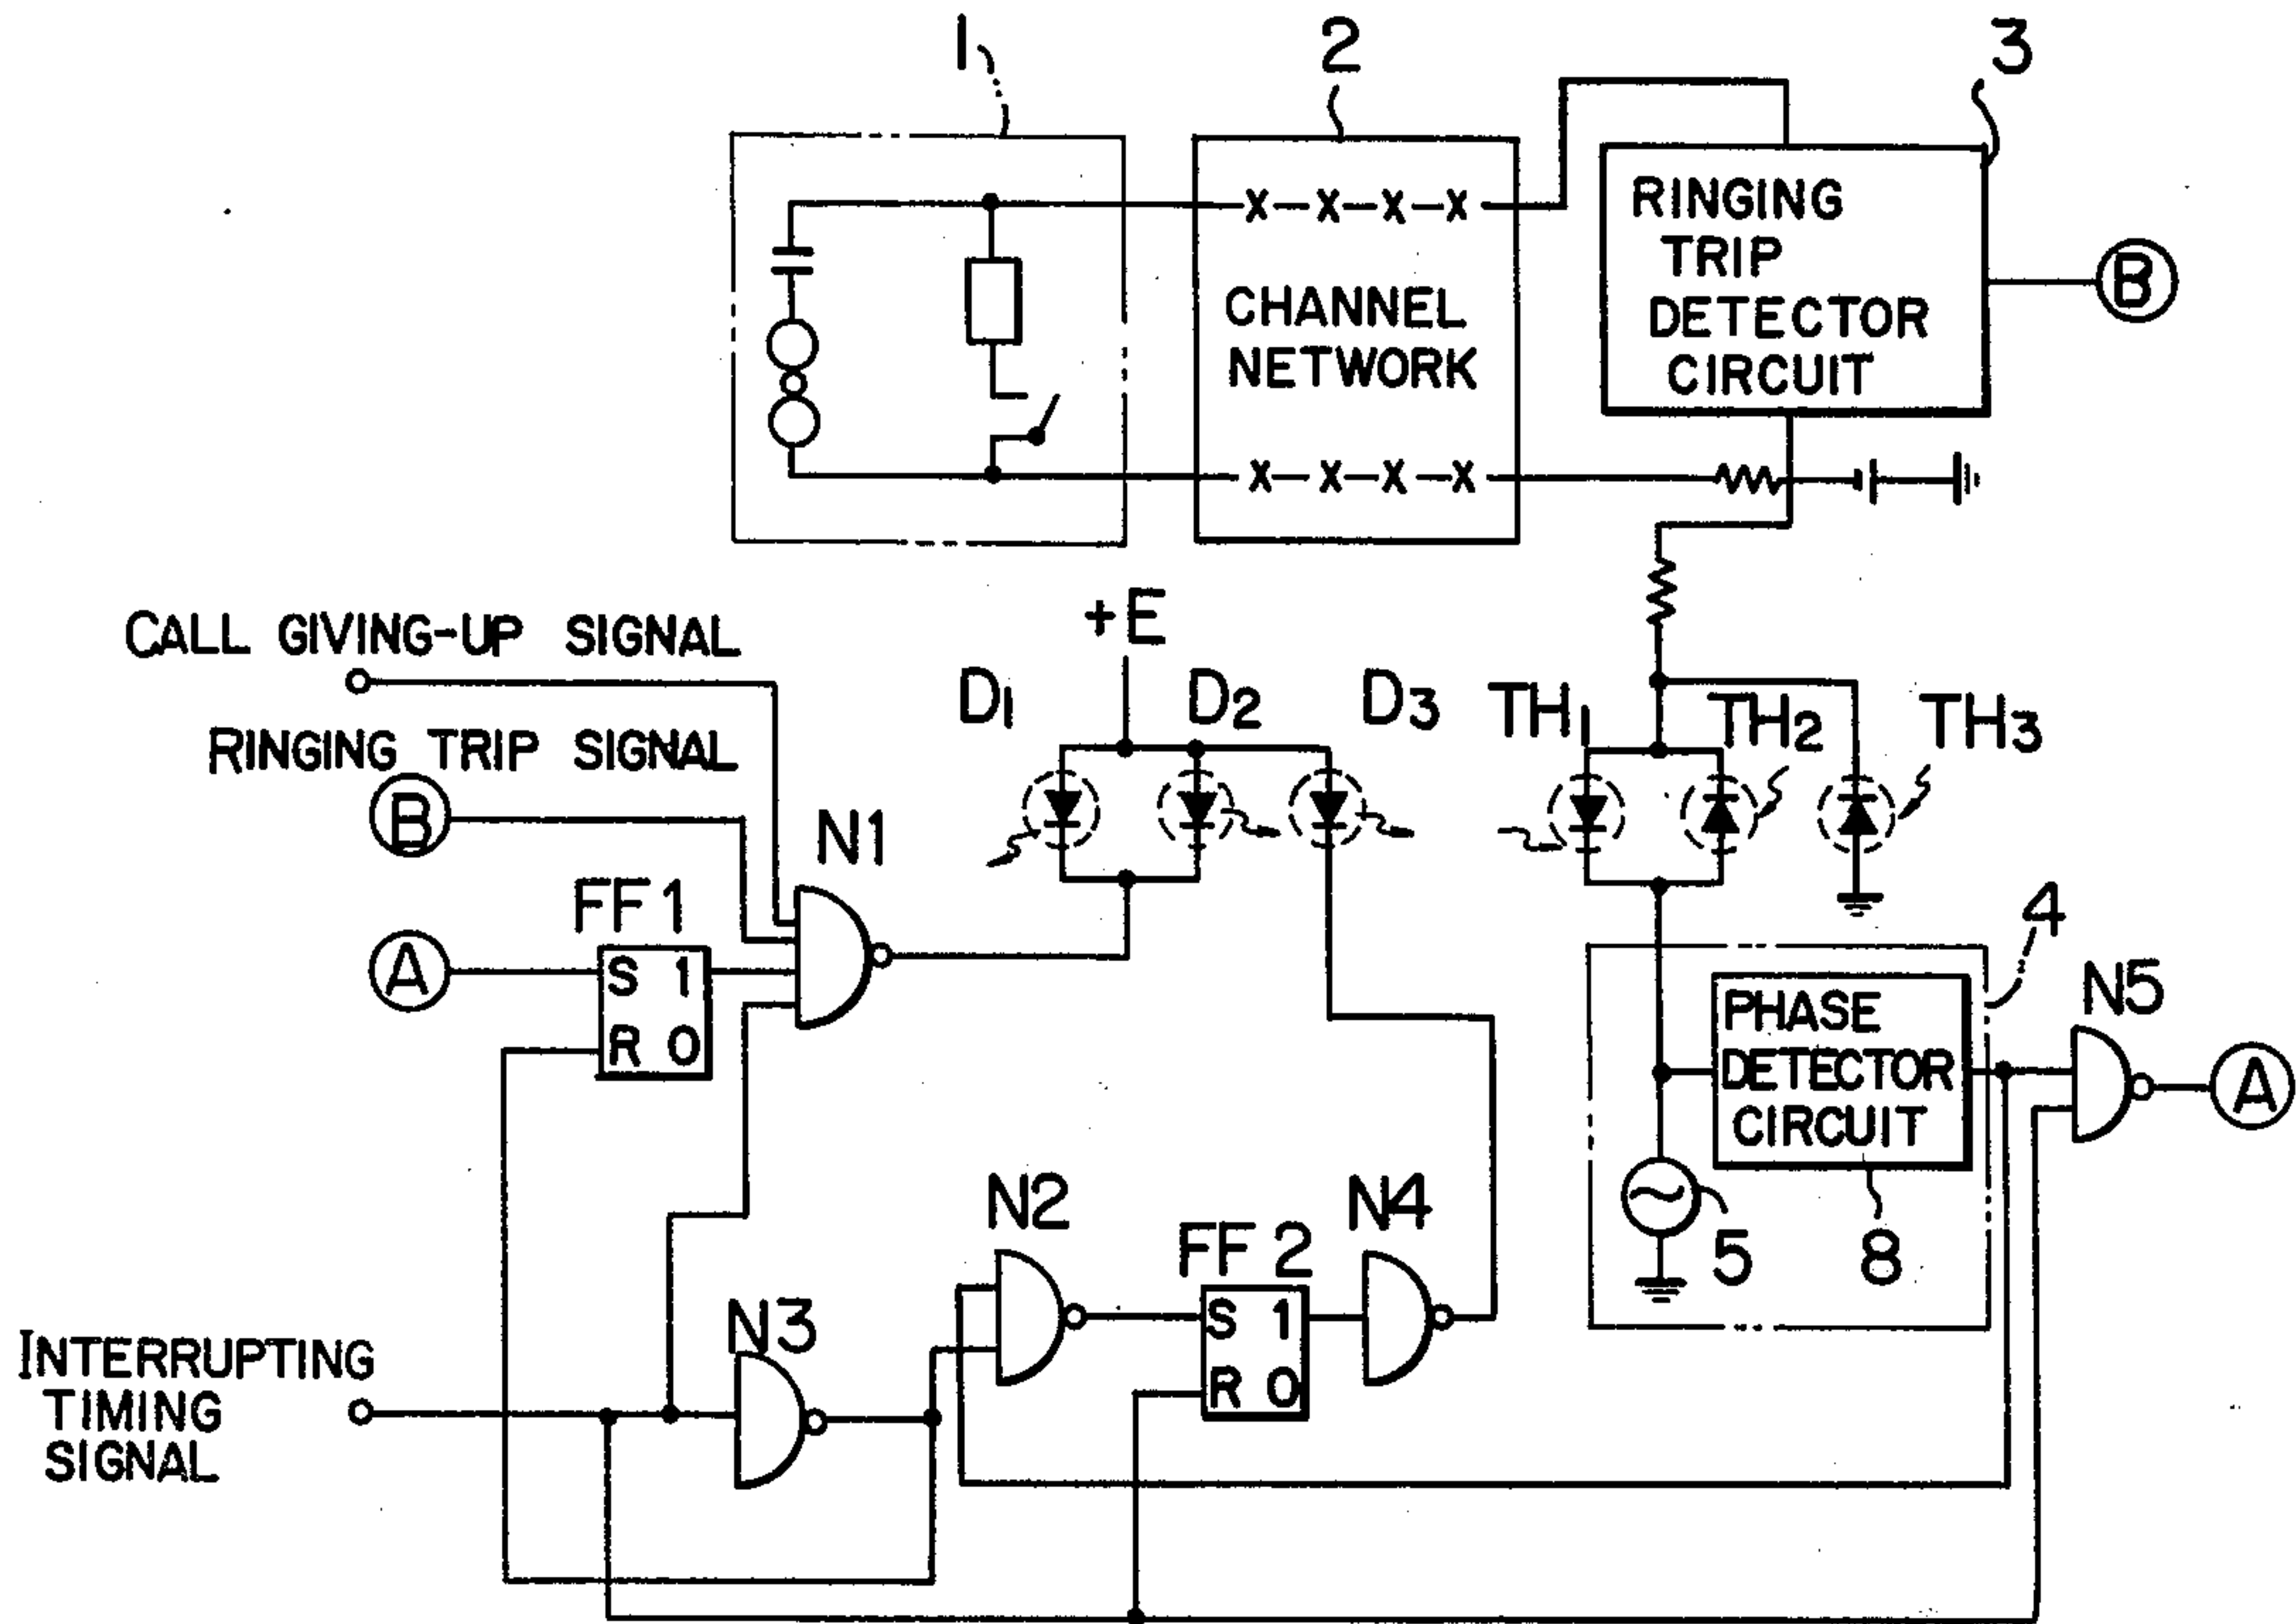 1
2
3
RINGING
TRIP
DETECTOR
CIRCUIT
B
X-X-X-X
CHANNEL
NETWORK
X-X-X-X
CALL GIVING-UP SIGNAL
+E
D1
D2
D3
TH1
TH2
TH3
RINGING TRIP SIGNAL
B
N1
FF1
A
S 1
R 0
4
N5
PHASE
DETECTOR
CIRCUIT
A
5
8
N2
FF2
N4
S 1
R 0
N3
INTERRUPTING
TIMING
SIGNAL